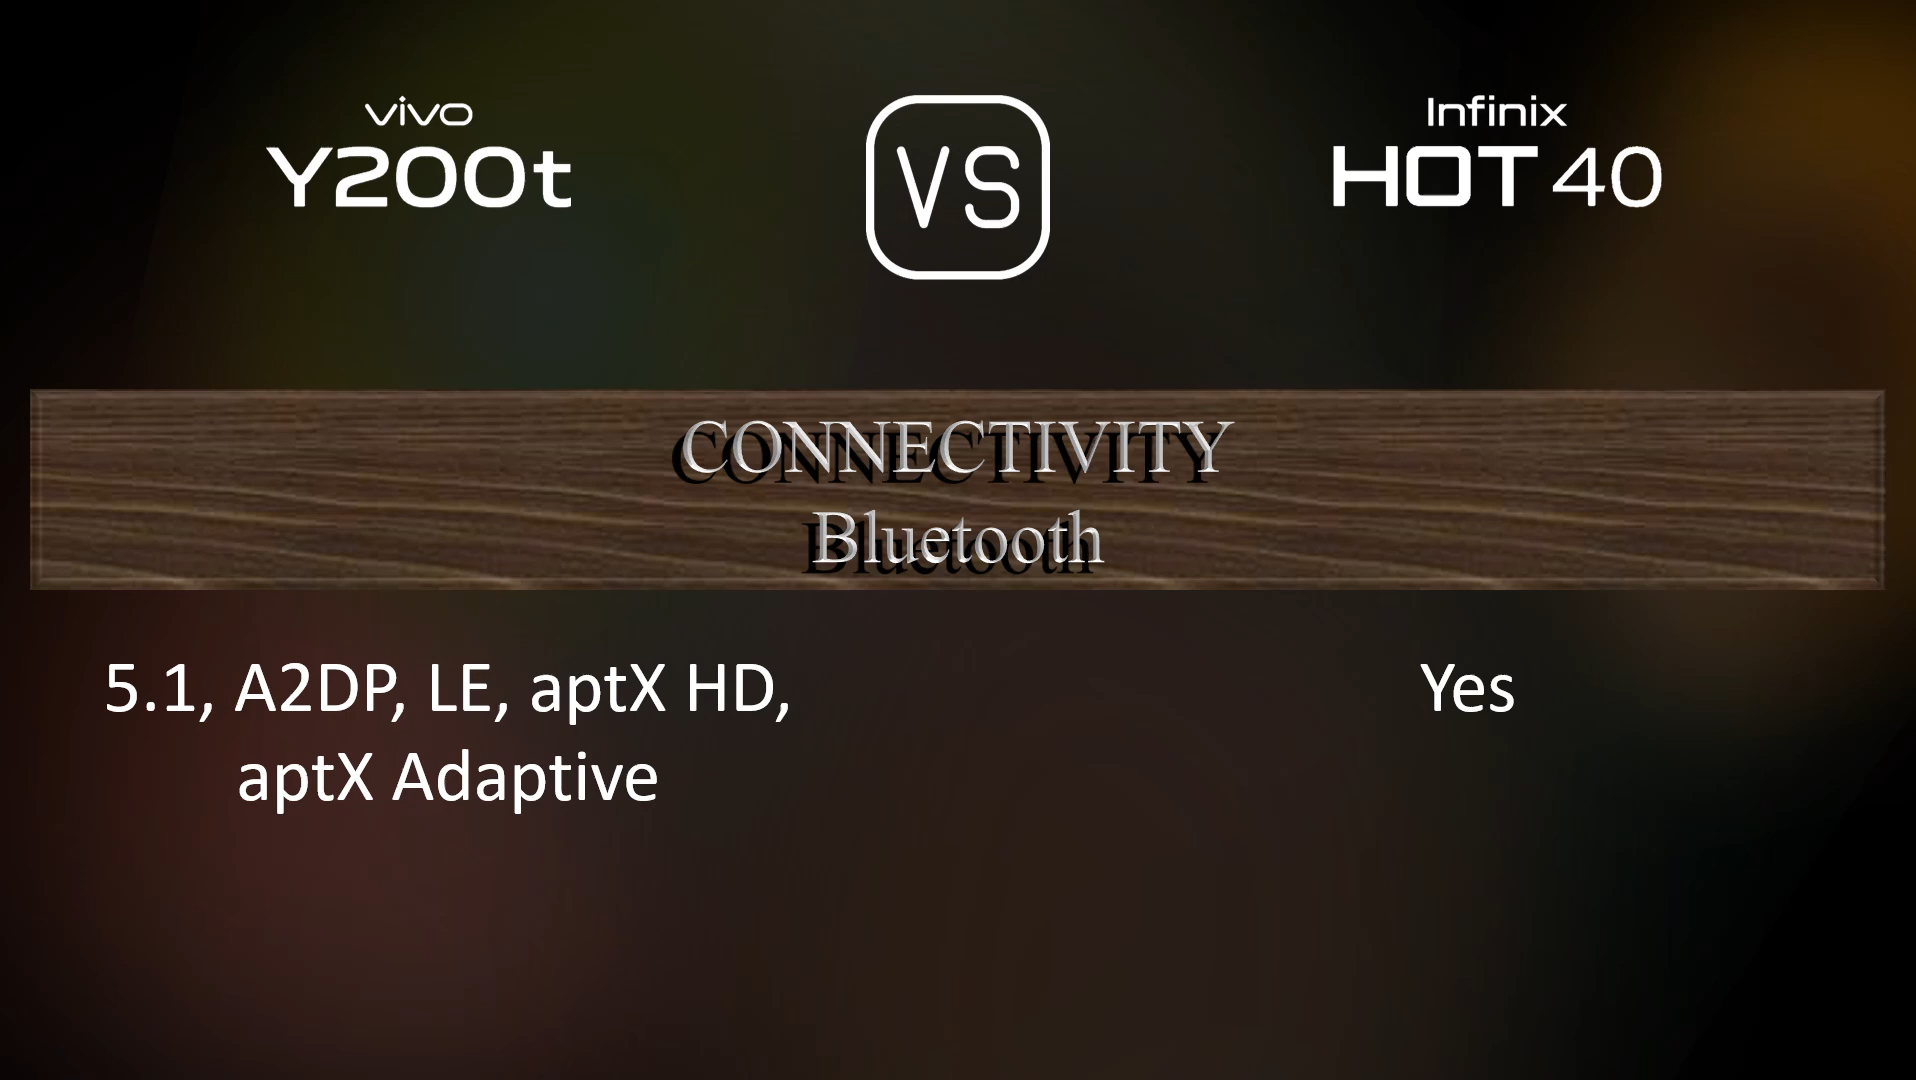 vivo
Y200t
VS
Infinix
HOT 40
CONNECTIVITY
Bluetooth
5.1, A2DP, LE, aptX HD,
aptX Adaptive
Yes